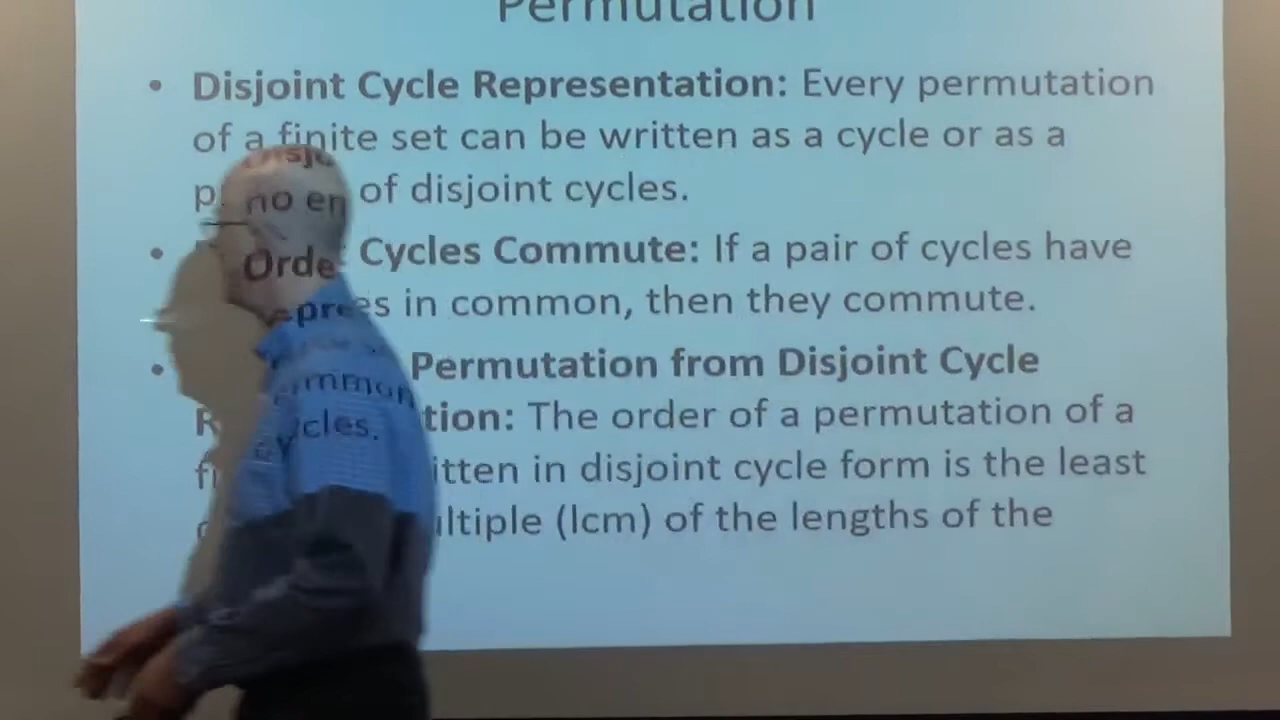 Permutation
• Disjoint Cycle Representation: Every permutation
of a finite set can be written as a cycle or as a
of disjoint cycles.
• Cycles Commute: If a pair of cycles have
no en in common, then they commute.
• Orde Permutation from Disjoint Cycle
R epre tion: The order of a permutation of a
itten in disjoint cycle form is the least
mmon ltiple (lcm) of the lengths of the
cycles.